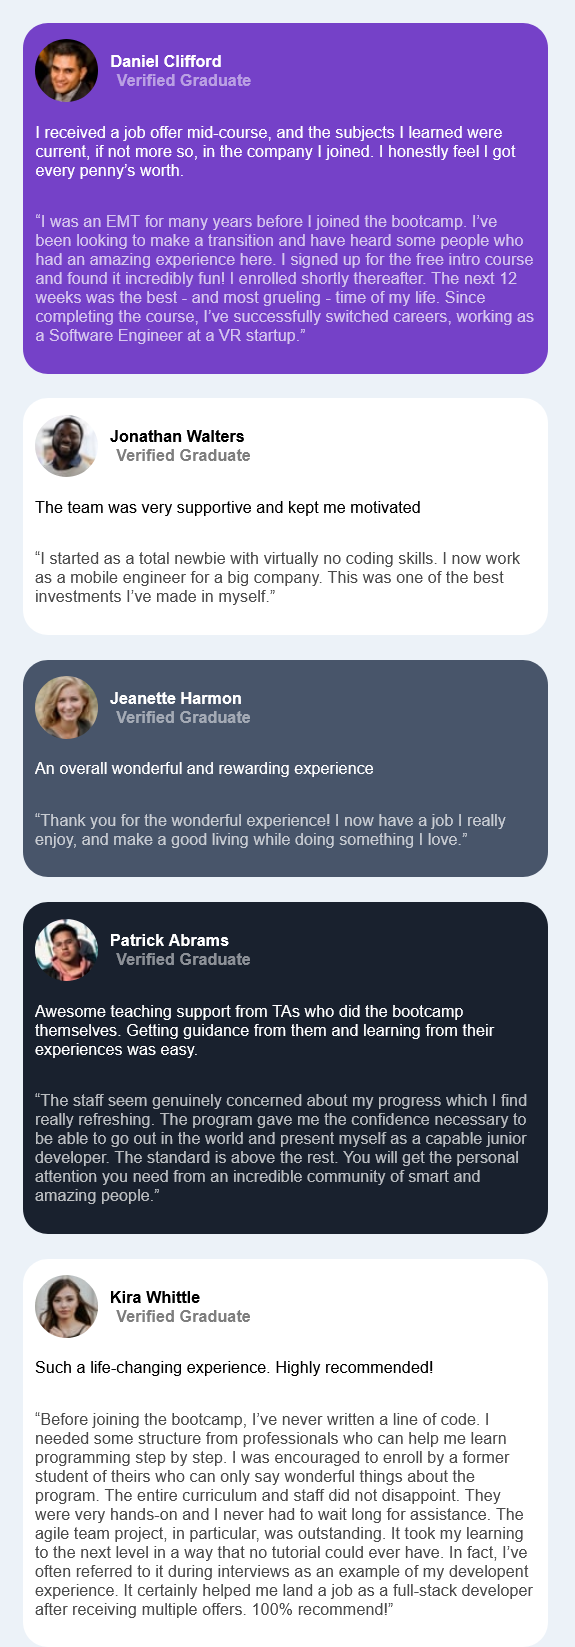 Daniel Clifford
Verified Graduate
I received a job offer mid-course, and the subjects I learned were
current, if not more so, in the company I joined. I honestly feel I got
every penny’s worth.
“I was an EMT for many years before I joined the bootcamp. I’ve
been looking to make a transition and have heard some people who
had an amazing experience here. I signed up for the free intro course
and found it incredibly fun! I enrolled shortly thereafter. The next 12
weeks was the best - and most grueling - time of my life. Since
completing the course, I’ve successfully switched careers, working as
a Software Engineer at a VR startup.”
Jonathan Walters
Verified Graduate
The team was very supportive and kept me motivated
“I started as a total newbie with virtually no coding skills. I now work
as a mobile engineer for a big company. This was one of the best
investments I’ve made in myself.”
Jeanette Harmon
Verified Graduate
An overall wonderful and rewarding experience
“Thank you for the wonderful experience! I now have a job I really
enjoy, and make a good living while doing something I love.”
Patrick Abrams
Verified Graduate
Awesome teaching support from TAs who did the bootcamp
themselves. Getting guidance from them and learning from their
experiences was easy.
“The staff seem genuinely concerned about my progress which I find
really refreshing. The program gave me the confidence necessary to
be able to go out in the world and present myself as a capable junior
developer. The standard is above the rest. You will get the personal
attention you need from an incredible community of smart and
amazing people.”
Kira Whittle
Verified Graduate
Such a life-changing experience. Highly recommended!
“Before joining the bootcamp, I’ve never written a line of code. I
needed some structure from professionals who can help me learn
programming step by step. I was encouraged to enroll by a former
student of theirs who can only say wonderful things about the
program. The entire curriculum and staff did not disappoint. They
were very hands-on and I never had to wait long for assistance. The
agile team project, in particular, was outstanding. It took my learning
to the next level in a way that no tutorial could ever have. In fact, I’ve
often referred to it during interviews as an example of my developent
experience. It certainly helped me land a job as a full-stack developer
after receiving multiple offers. 100% recommend!”